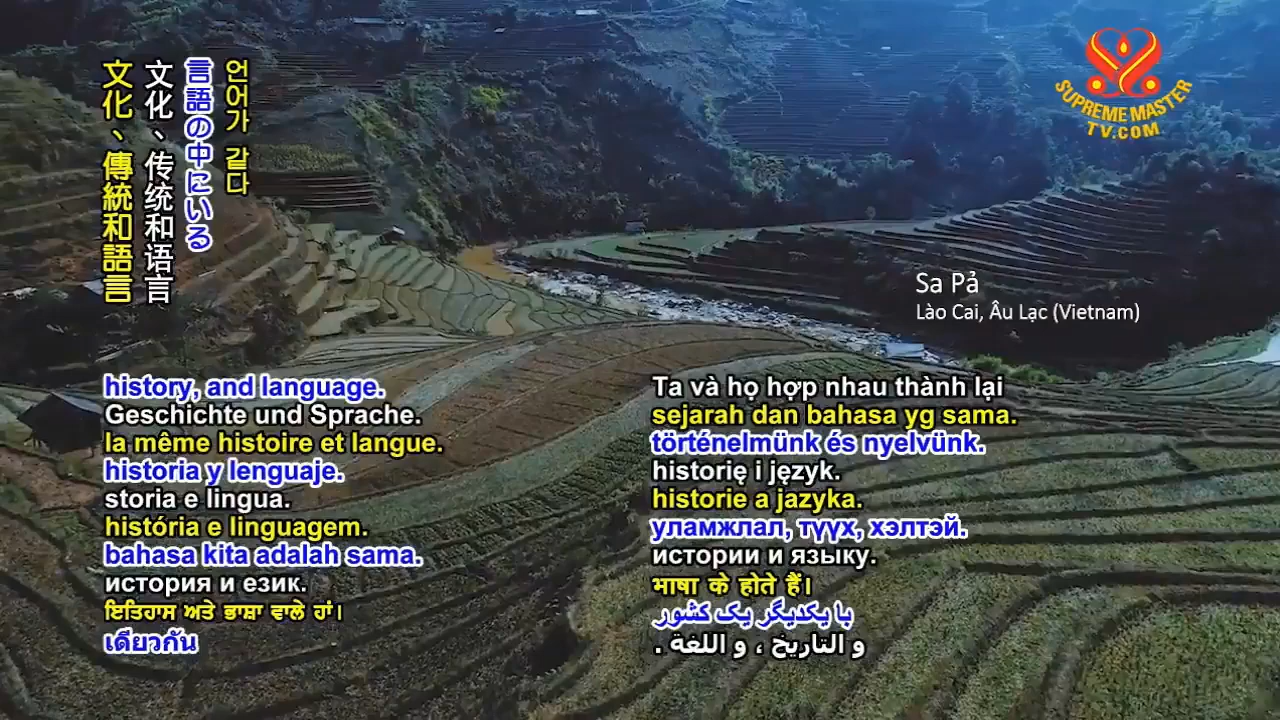 언어가 같다
言語の中にいる
文化、传统和语言
文化、傳統和語言
SUPREME MASTER
TV.COM
Sa Pả
Lào Cai, Âu Lạc (Vietnam)
history, and language.
Geschichte und Sprache.
la même histoire et langue.
historia y lenguaje.
storia e lingua.
história e linguagem.
bahasa kita adalah sama.
история и език.
ਇਤਿਹਾਸ ਅਤੇ ਭਾਸ਼ਾ ਵਾਲੇ ਹਾਂ।
เดียวกัน
Ta và họ hợp nhau thành lại
sejarah dan bahasa yg sama.
történelmünk és nyelvünk.
historię i język.
historie a jazyka.
уламжлал, түүх, хэлтэй.
истории и языку.
भाषा के होते हैं।
با یکدیگر یک کشور
و التاريخ ، و اللغة .